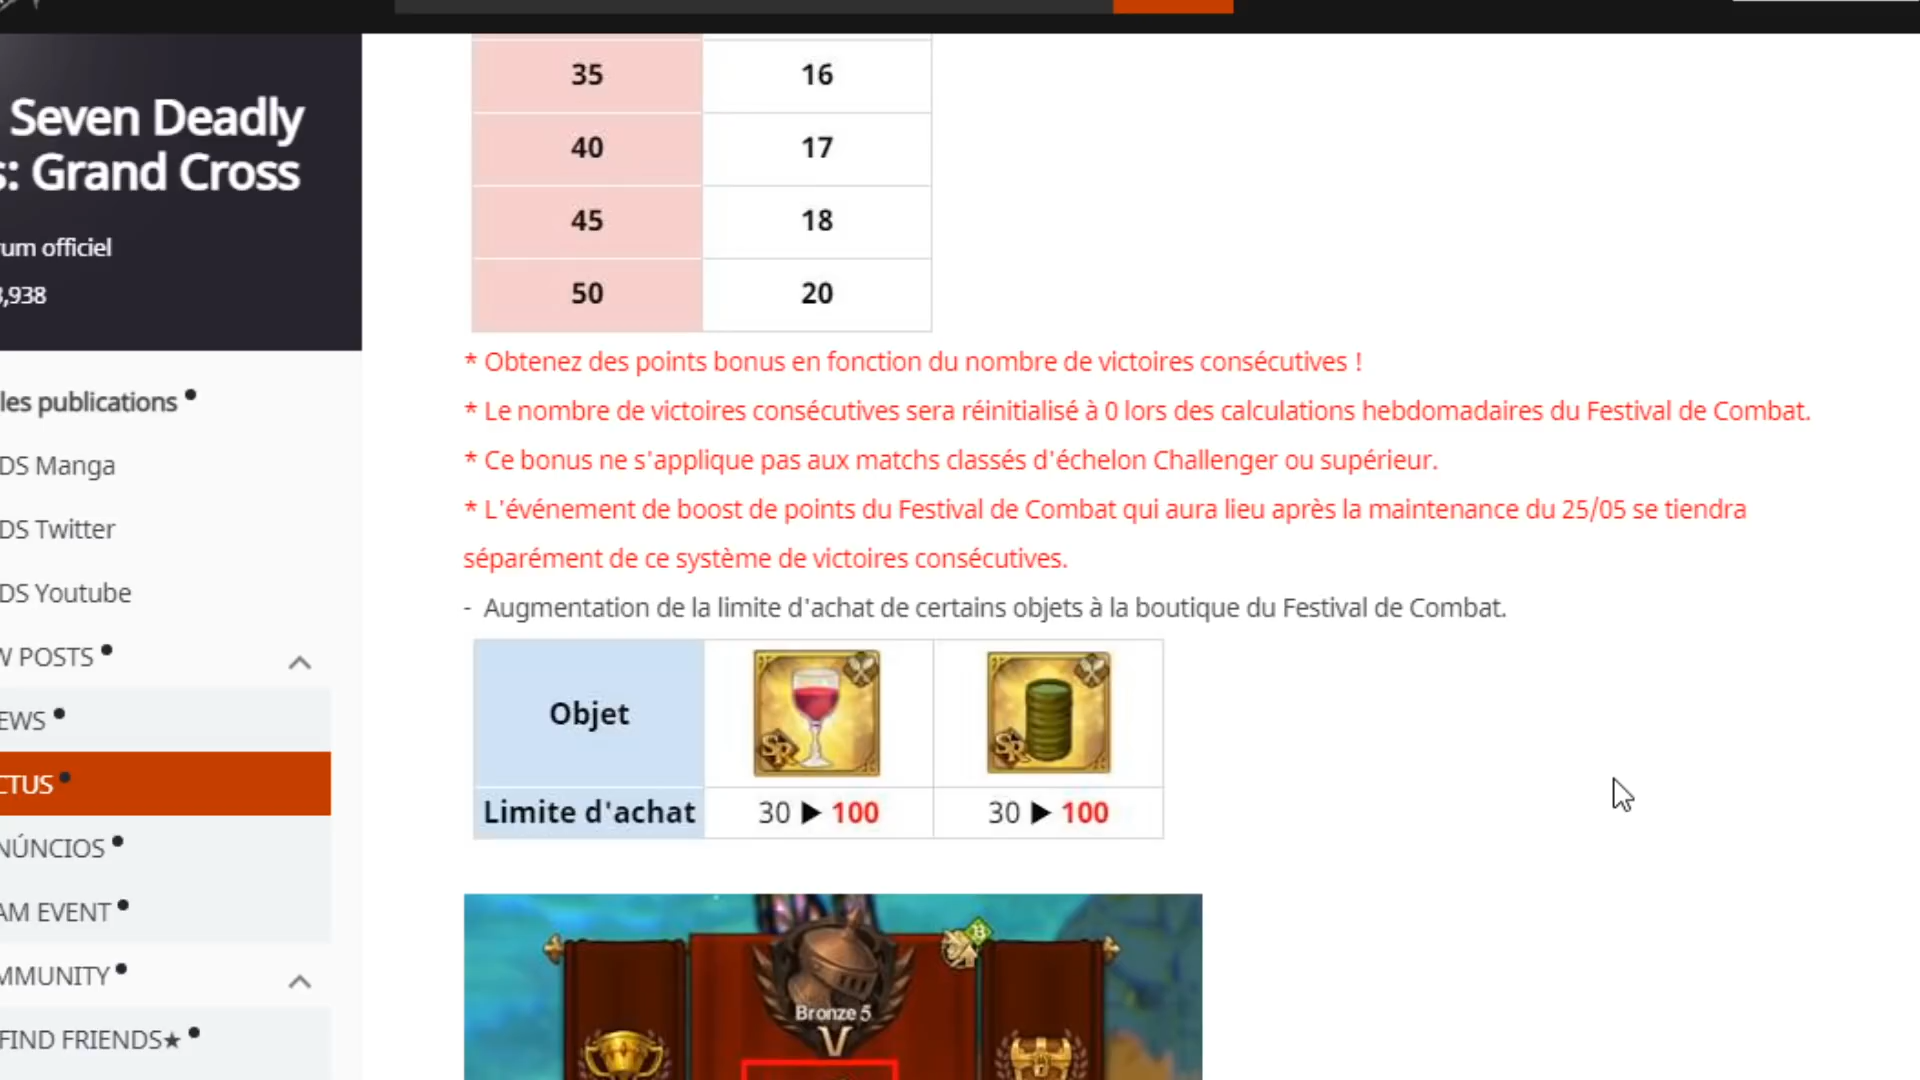 Seven Deadly
s: Grand Cross
um officiel
,938
les publications
DS Manga
DS Twitter
DS Youtube
W POSTS
EWS
CTUS
NÚNCIOS
AM EVENT
MMUNITY
FIND FRIENDS★
35 16
40 17
45 18
50 20
* Obtenez des points bonus en fonction du nombre de victoires consécutives !
* Le nombre de victoires consécutives sera réinitialisé à 0 lors des calculations hebdomadaires du Festival de Combat.
* Ce bonus ne s'applique pas aux matchs classés d'échelon Challenger ou supérieur.
* L'événement de boost de points du Festival de Combat qui aura lieu après la maintenance du 25/05 se tiendra
séparément de ce système de victoires consécutives.
- Augmentation de la limite d'achat de certains objets à la boutique du Festival de Combat.
Objet
SR SR
Limite d'achat 30 ▶ 100 30 ▶ 100
Bronze 5
V